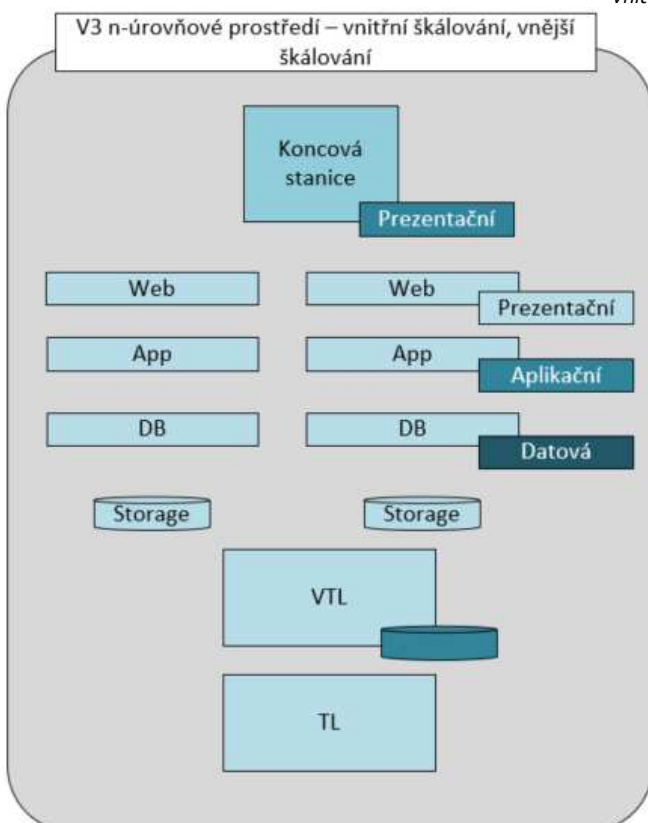 V3 n-úrovňové prostředí – vnitřní škálování, vnější
škálování
Koncová
stanice
Prezentační
Web
Web
Prezentační
App
App
Aplikační
DB
DB
Datová
Storage
Storage
VTL
TL